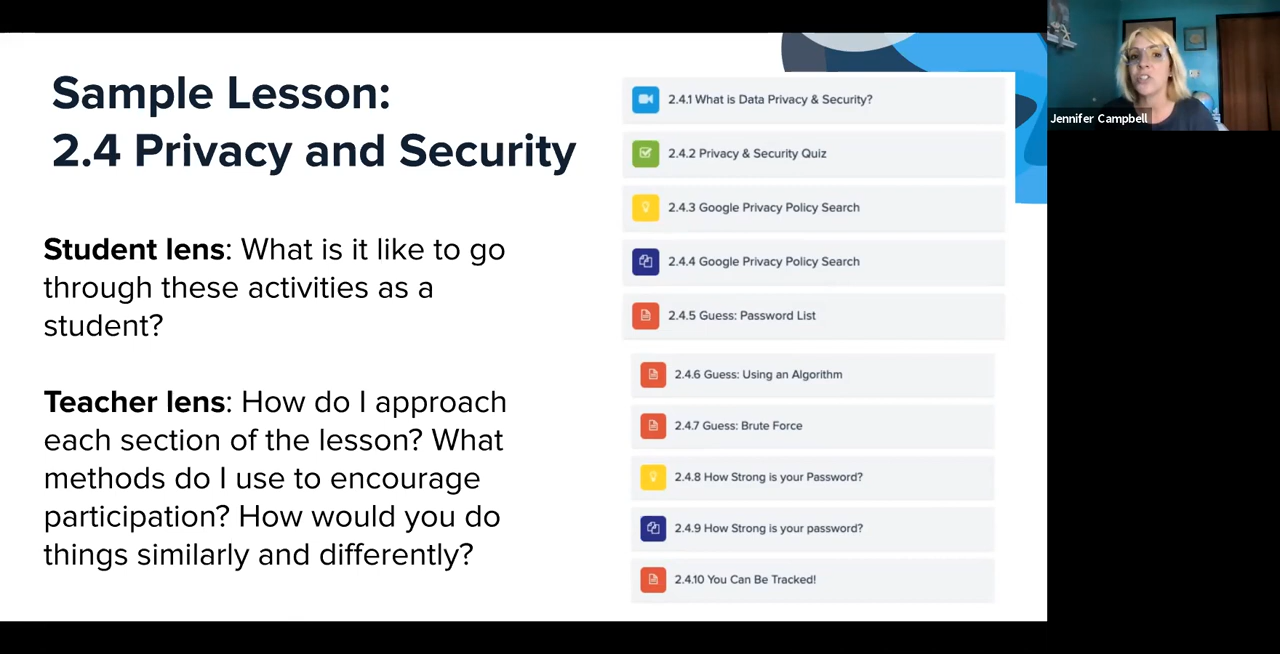 Sample Lesson:
2.4 Privacy and Security
Student lens: What is it like to go
through these activities as a
student?
Teacher lens: How do I approach
each section of the lesson? What
methods do I use to encourage
participation? How would you do
things similarly and differently?
2.4.1 What is Data Privacy & Security?
2.4.2 Privacy & Security Quiz
2.4.3 Google Privacy Policy Search
2.4.4 Google Privacy Policy Search
2.4.5 Guess: Password List
2.4.6 Guess: Using an Algorithm
2.4.7 Guess: Brute Force
2.4.8 How Strong is your Password?
2.4.9 How Strong is your password?
2.4.10 You Can Be Tracked!
Jennifer Campbell